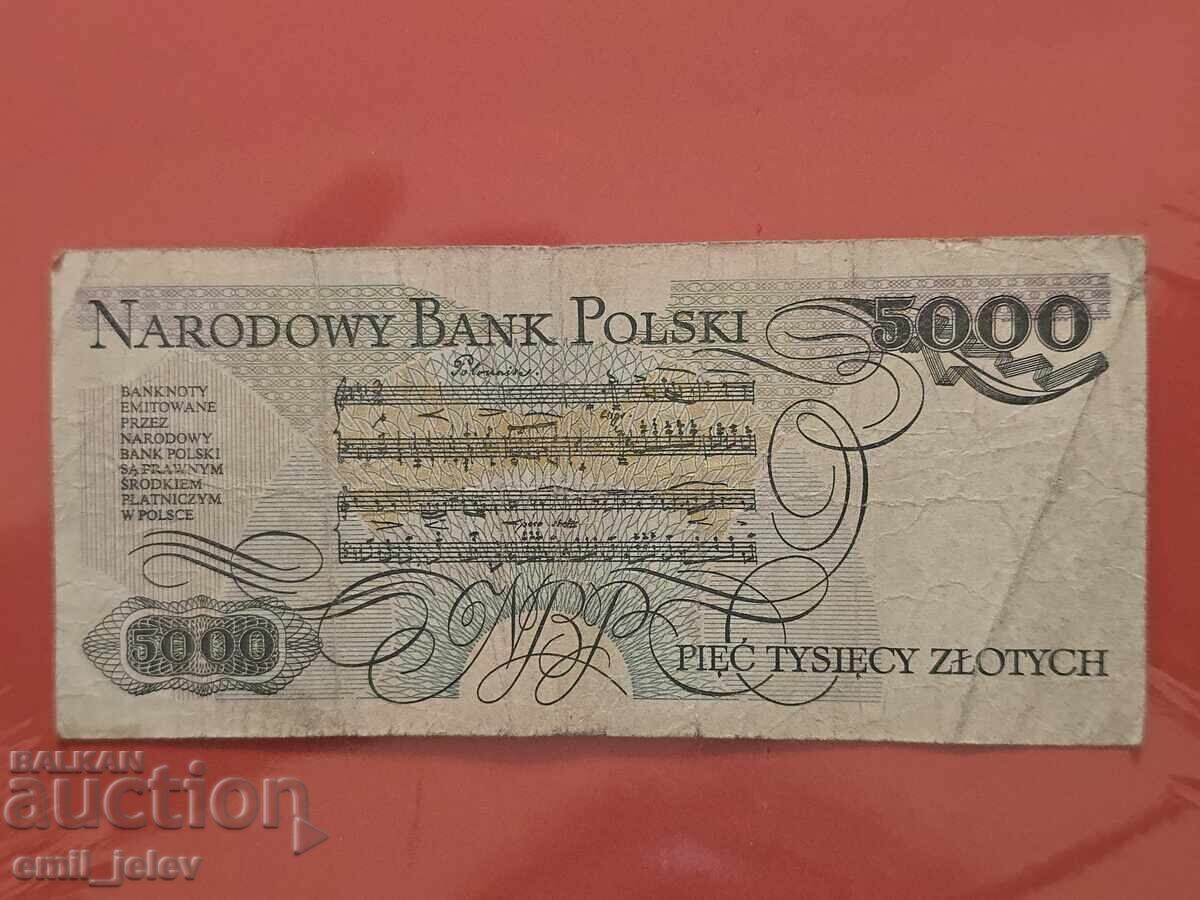 NARODOWY BANK POLSKI
5000
Polonaise.
BANKNOTY
EMITOWANE
PRZEZ
NARODOWY
BANK POLSKI
SĄ PRAWNYM
ŚRODKIEM
PŁATNICZYM
W POLSCE
5000
NBP
PIĘĆ TYSIĘCY ZŁOTYCH
BALKAN
auction
emil_jelev